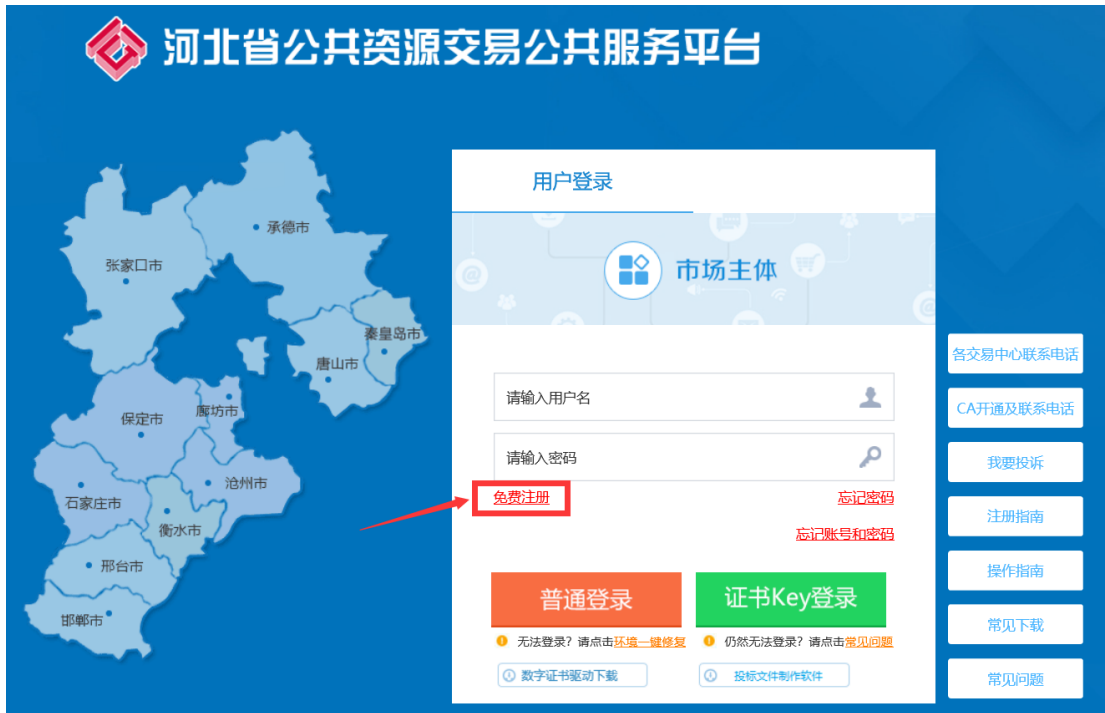 河北省公共资源交易公共服务平台
承德市
张家口市
秦皇岛市
唐山市
廊坊市
保定市
沧州市
石家庄市
衡水市
邢台市
邯郸市
用户登录
市场主体
请输入用户名
请输入密码
免费注册
忘记密码
忘记账号和密码
普通登录
证书Key登录
无法登录？请点击环境一键修复
仍然无法登录？请点击常见问题
数字证书驱动下载
投标文件制作软件
各交易中心联系电话
CA开通及联系电话
我要投诉
注册指南
操作指南
常见下载
常见问题